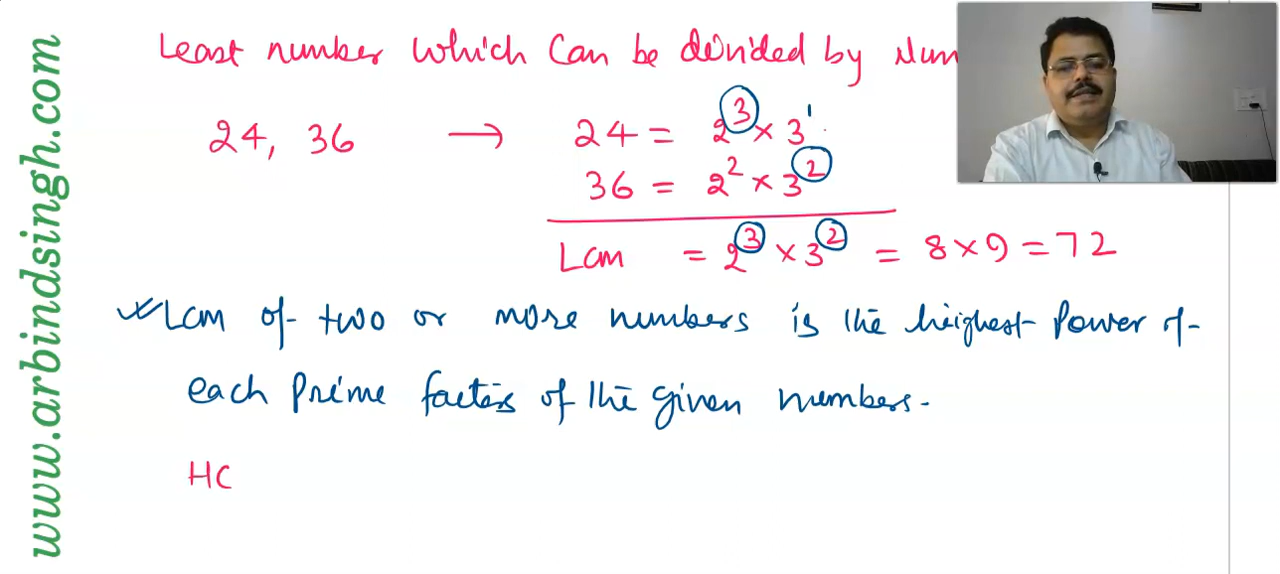 www.arbindsingh.com
Least number which Can be devided by Num
24, 36 → 24 = 2³ × 3¹
36 = 2² × 3²
Lcm = 2³ × 3² = 8 × 9 = 72
Lcm of two or more numbers is the heighest Power of
each Prime factors of the given numbers.
HC